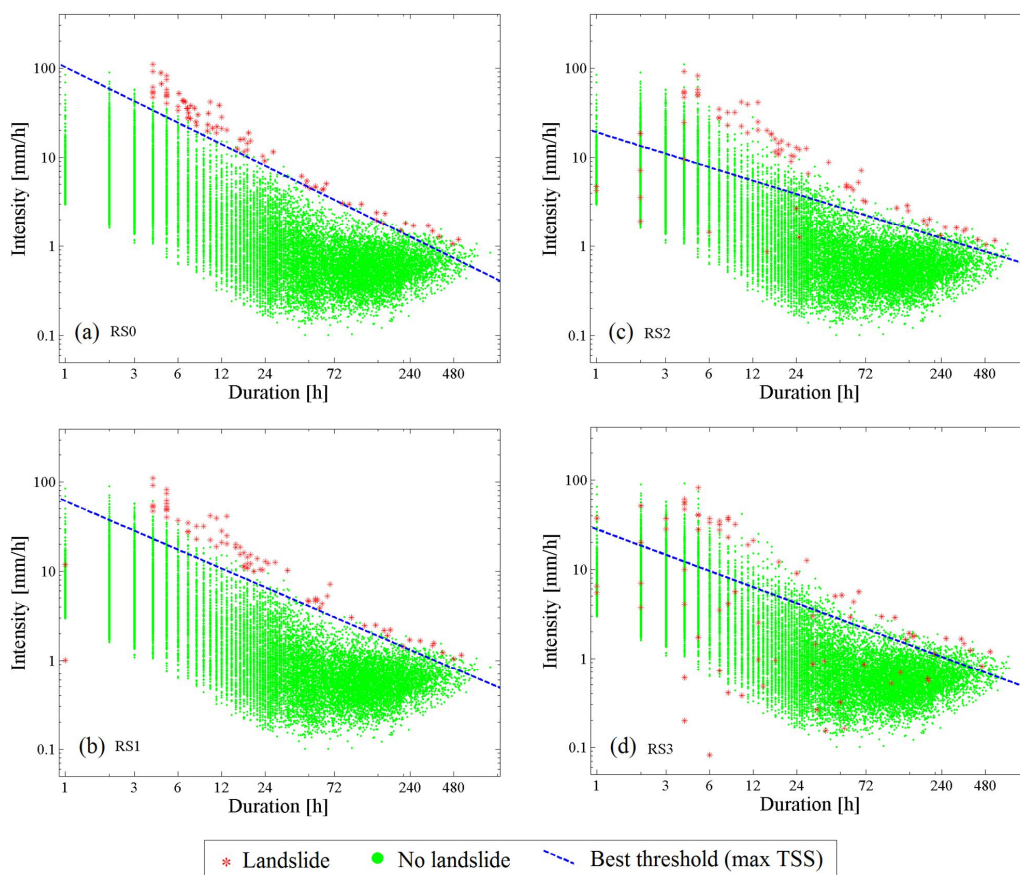 Intensity [mm/h]
100
10
1
0.1
(a) RS0
1 3 6 12 24 72 240 480
Duration [h]
Intensity [mm/h]
100
10
1
0.1
(c) RS2
1 3 6 12 24 72 240 480
Duration [h]
Intensity [mm/h]
100
10
1
0.1
(b) RS1
1 3 6 12 24 72 240 480
Duration [h]
Intensity [mm/h]
100
10
1
0.1
(d) RS3
1 3 6 12 24 72 240 480
Duration [h]
Landslide No landslide Best threshold (max TSS)